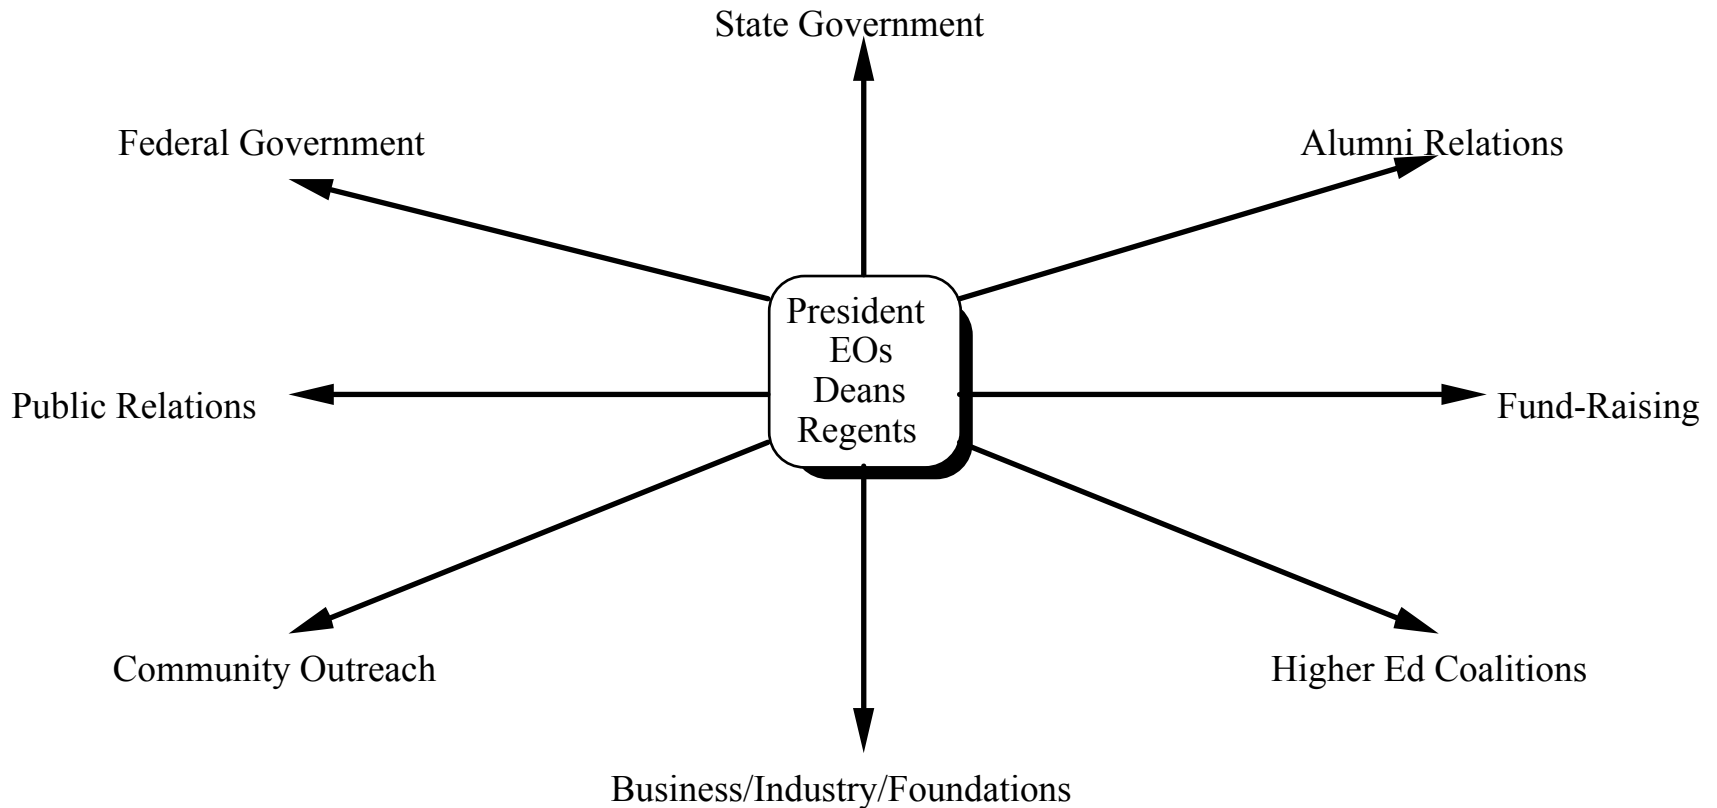 State Government
Federal Government
Alumni Relations
President
EOs
Deans
Regents
Public Relations
Fund-Raising
Community Outreach
Higher Ed Coalitions
Business/Industry/Foundations